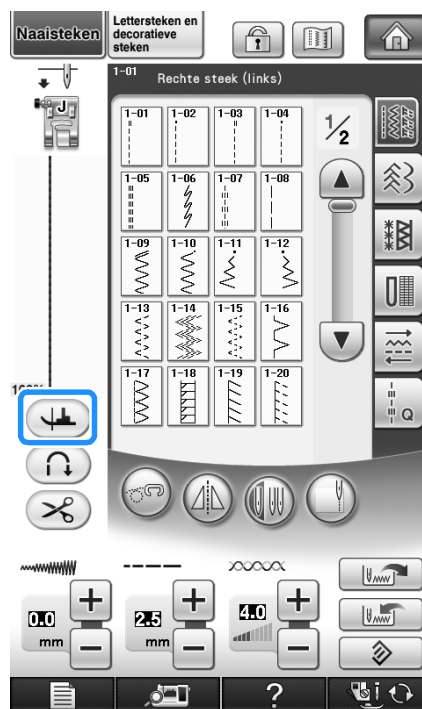 Naaisteken
Lettersteken en
decoratieve
steken
1-01
Rechte steek (links)
J
1-01 1-02 1-03 1-04
1/2
1-05 1-06 1-07 1-08
1-09 1-10 1-11 1-12
1-13 1-14 1-15 1-16
1-17 1-18 1-19 1-20
Q
100%
0.0
mm
2.5
mm
4.0
?